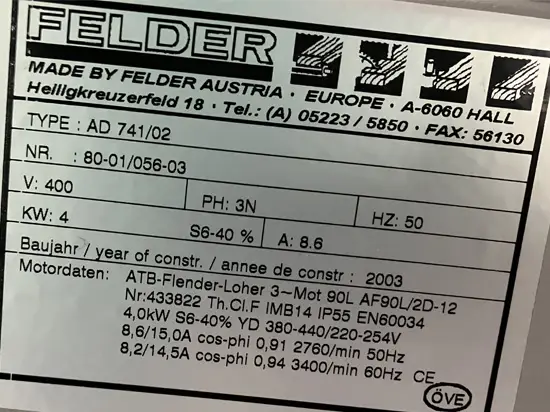 FELDER
MADE BY FELDER AUSTRIA · EUROPE · A-6060 HALL
Heiligkreuzerfeld 18 · Tel.: (A) 05223 / 5850 · FAX: 56130
TYPE : AD 741/02
NR. : 80-01/056-03
V: 400 PH: 3N HZ: 50
KW: 4 S6-40 % A: 8.6
Baujahr / year of constr. / annee de constr : 2003
Motordaten: ATB-Flender-Loher 3~Mot 90L AF90L/2D-12
Nr:433822 Th.Cl.F IMB14 IP55 EN60034
4,0kW S6-40% YD 380-440/220-254V
8,6/15,0A cos-phi 0,91 2760/min 50Hz
8,2/14,5A cos-phi 0,94 3400/min 60Hz CE
ÖVE